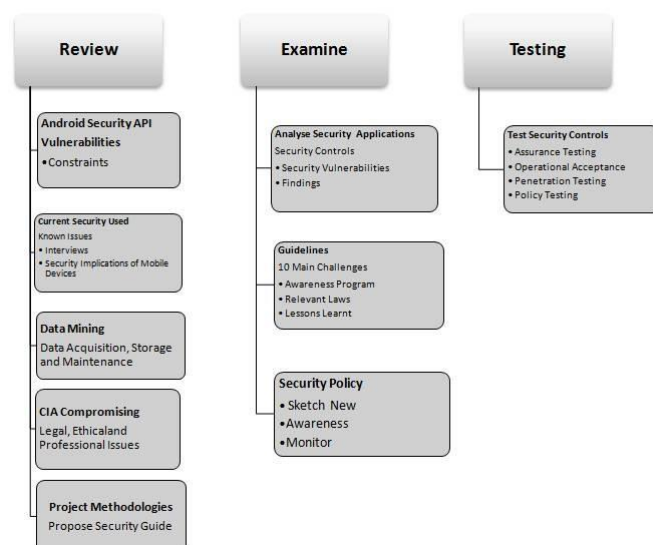 Review
Android Security API
Vulnerabilities
•Constraints
Current Security Used
Known Issues
• Interviews
• Security Implications of Mobile
Devices
Data Mining
Data Acquisition, Storage
and Maintenance
CIA Compromising
Legal, Ethicaland
Professional Issues
Project Methodologies
Propose Security Guide
Examine
Analyse Security Applications
Security Controls
• Security Vulnerabilities
• Findings
Guidelines
10 Main Challenges
• Awareness Program
• Relevant Laws
• Lessons Learnt
Security Policy
• Sketch New
•Awareness
•Monitor
Testing
Test Security Controls
• Assurance Testing
• Operational Acceptance
• Penetration Testing
• Policy Testing